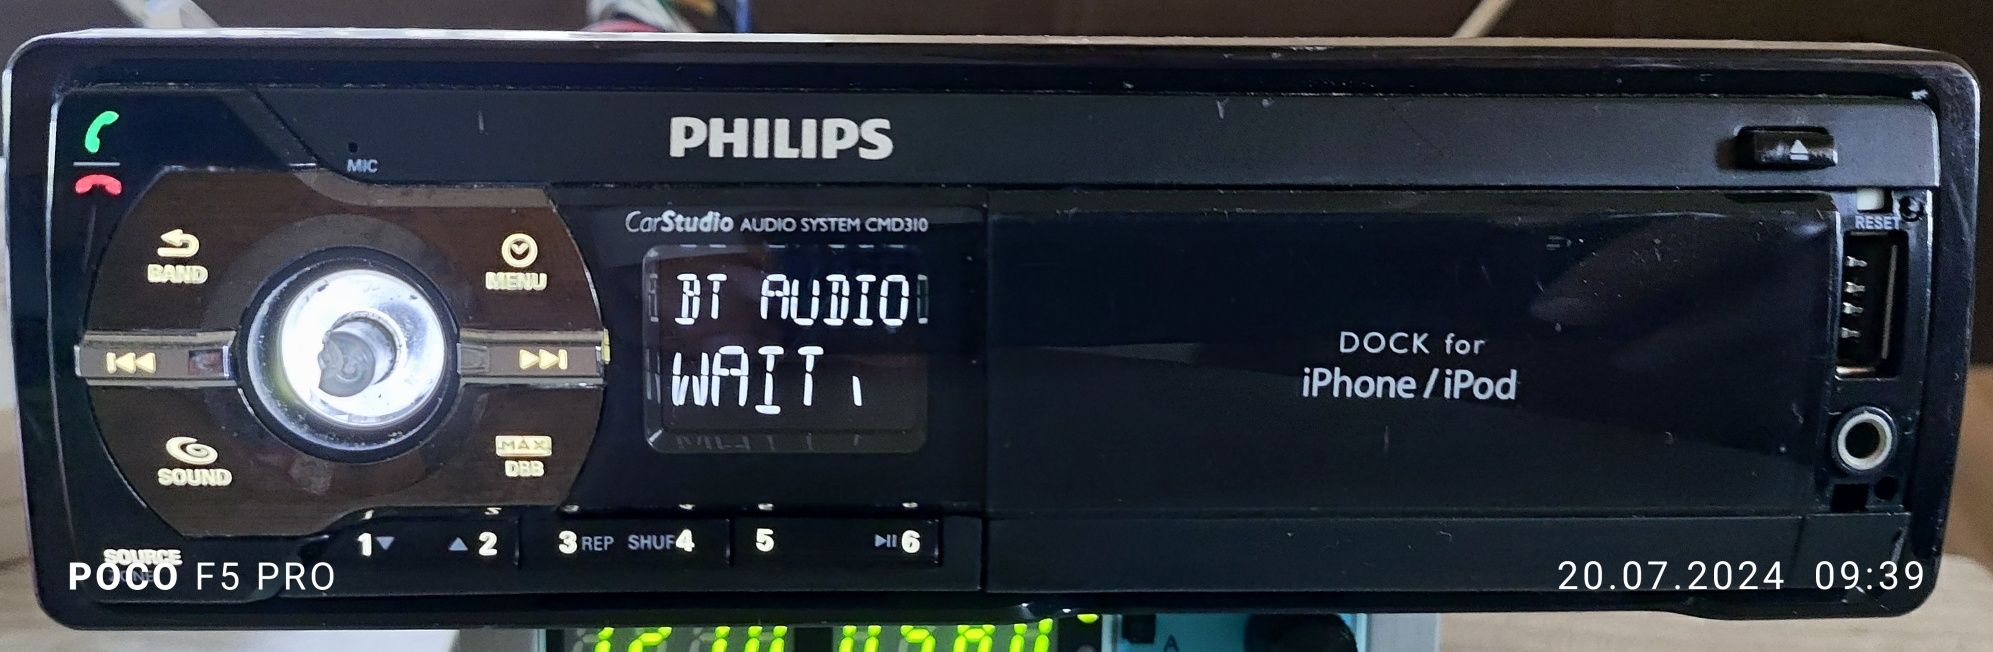 PHILIPS
MIC
CarStudio AUDIO SYSTEM CMD310
RESET
BAND
MENU
BT AUDIO
WAIT
DOCK for
iPhone / iPod
SOUND
MAX
DBB
1 2 3 REP SHUF 4 5 6
SOURCE
POCO F5 PRO
20.07.2024 09:39
A